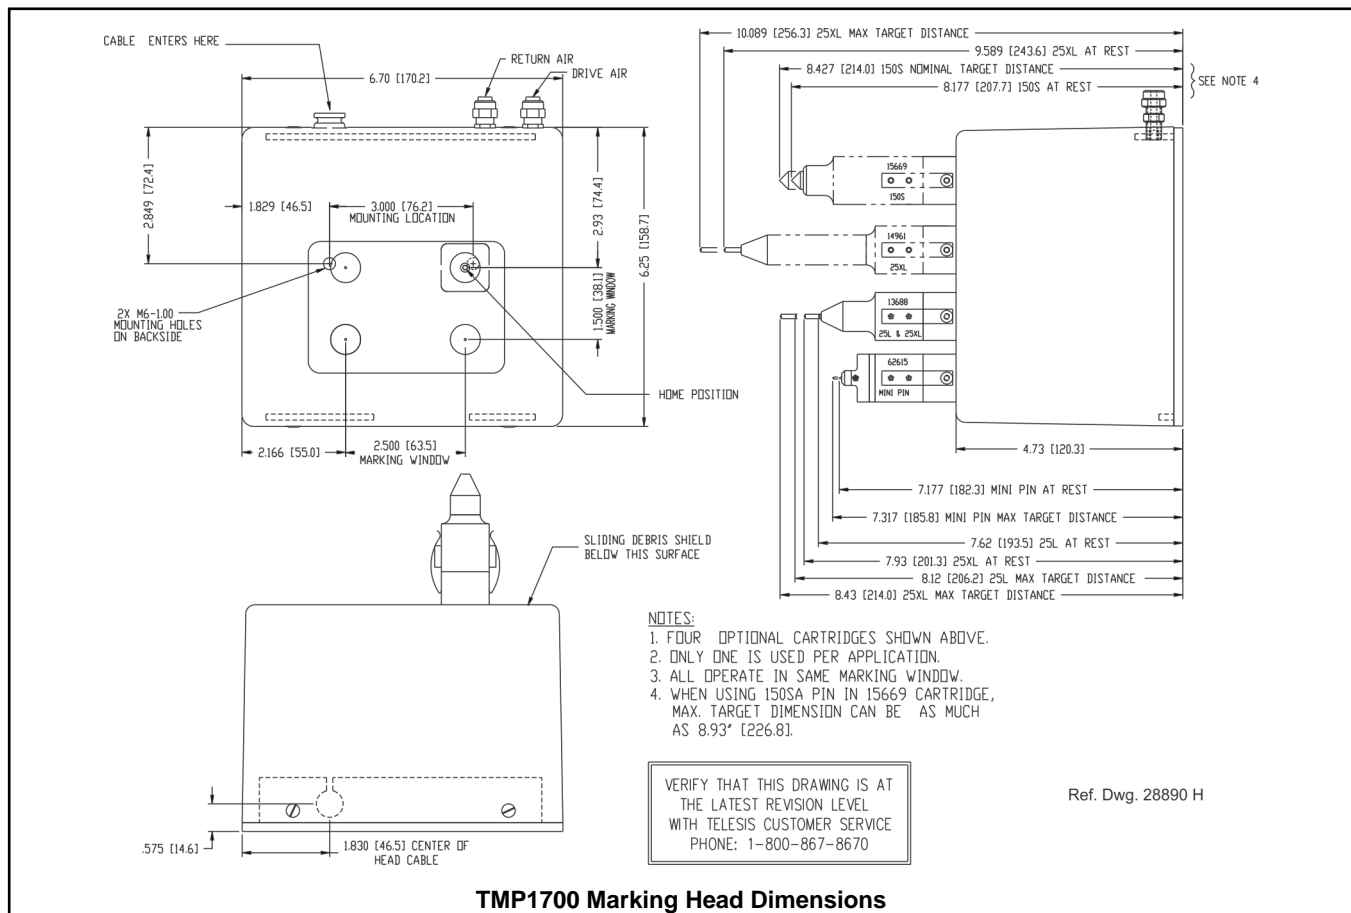 CABLE ENTERS HERE
RETURN AIR
DRIVE AIR
6.70 [170.2]
2.849 [72.4]
1.829 [46.5]
3.000 [76.2]
MOUNTING LOCATION
2.93 [74.4]
6.25 [158.7]
1.500 [38.1]
MARKING WINDOW
2X M6-1.00
MOUNTING HOLES
ON BACKSIDE
HOME POSITION
2.166 [55.0]
2.500 [63.5]
MARKING WINDOW
10.089 [256.3] 25XL MAX TARGET DISTANCE
9.589 [243.6] 25XL AT REST
8.427 [214.0] 150S NOMINAL TARGET DISTANCE
8.177 [207.7] 150S AT REST
SEE NOTE 4
15669
150S
14961
25XL
13688
25L & 25XL
62615
MINI PIN
4.73 [120.3]
7.177 [182.3] MINI PIN AT REST
7.317 [185.8] MINI PIN MAX TARGET DISTANCE
7.62 [193.5] 25L AT REST
7.93 [201.3] 25XL AT REST
8.12 [206.2] 25L MAX TARGET DISTANCE
8.43 [214.0] 25XL MAX TARGET DISTANCE
SLIDING DEBRIS SHIELD
BELOW THIS SURFACE
.575 [14.6]
1.830 [46.5] CENTER OF
HEAD CABLE
NOTES:
1. FOUR OPTIONAL CARTRIDGES SHOWN ABOVE.
2. ONLY ONE IS USED PER APPLICATION.
3. ALL OPERATE IN SAME MARKING WINDOW.
4. WHEN USING 150SA PIN IN 15669 CARTRIDGE,
MAX. TARGET DIMENSION CAN BE AS MUCH
AS 8.93" [226.8].
VERIFY THAT THIS DRAWING IS AT
THE LATEST REVISION LEVEL
WITH TELESIS CUSTOMER SERVICE
PHONE: 1-800-867-8670
Ref. Dwg. 28890 H
TMP1700 Marking Head Dimensions